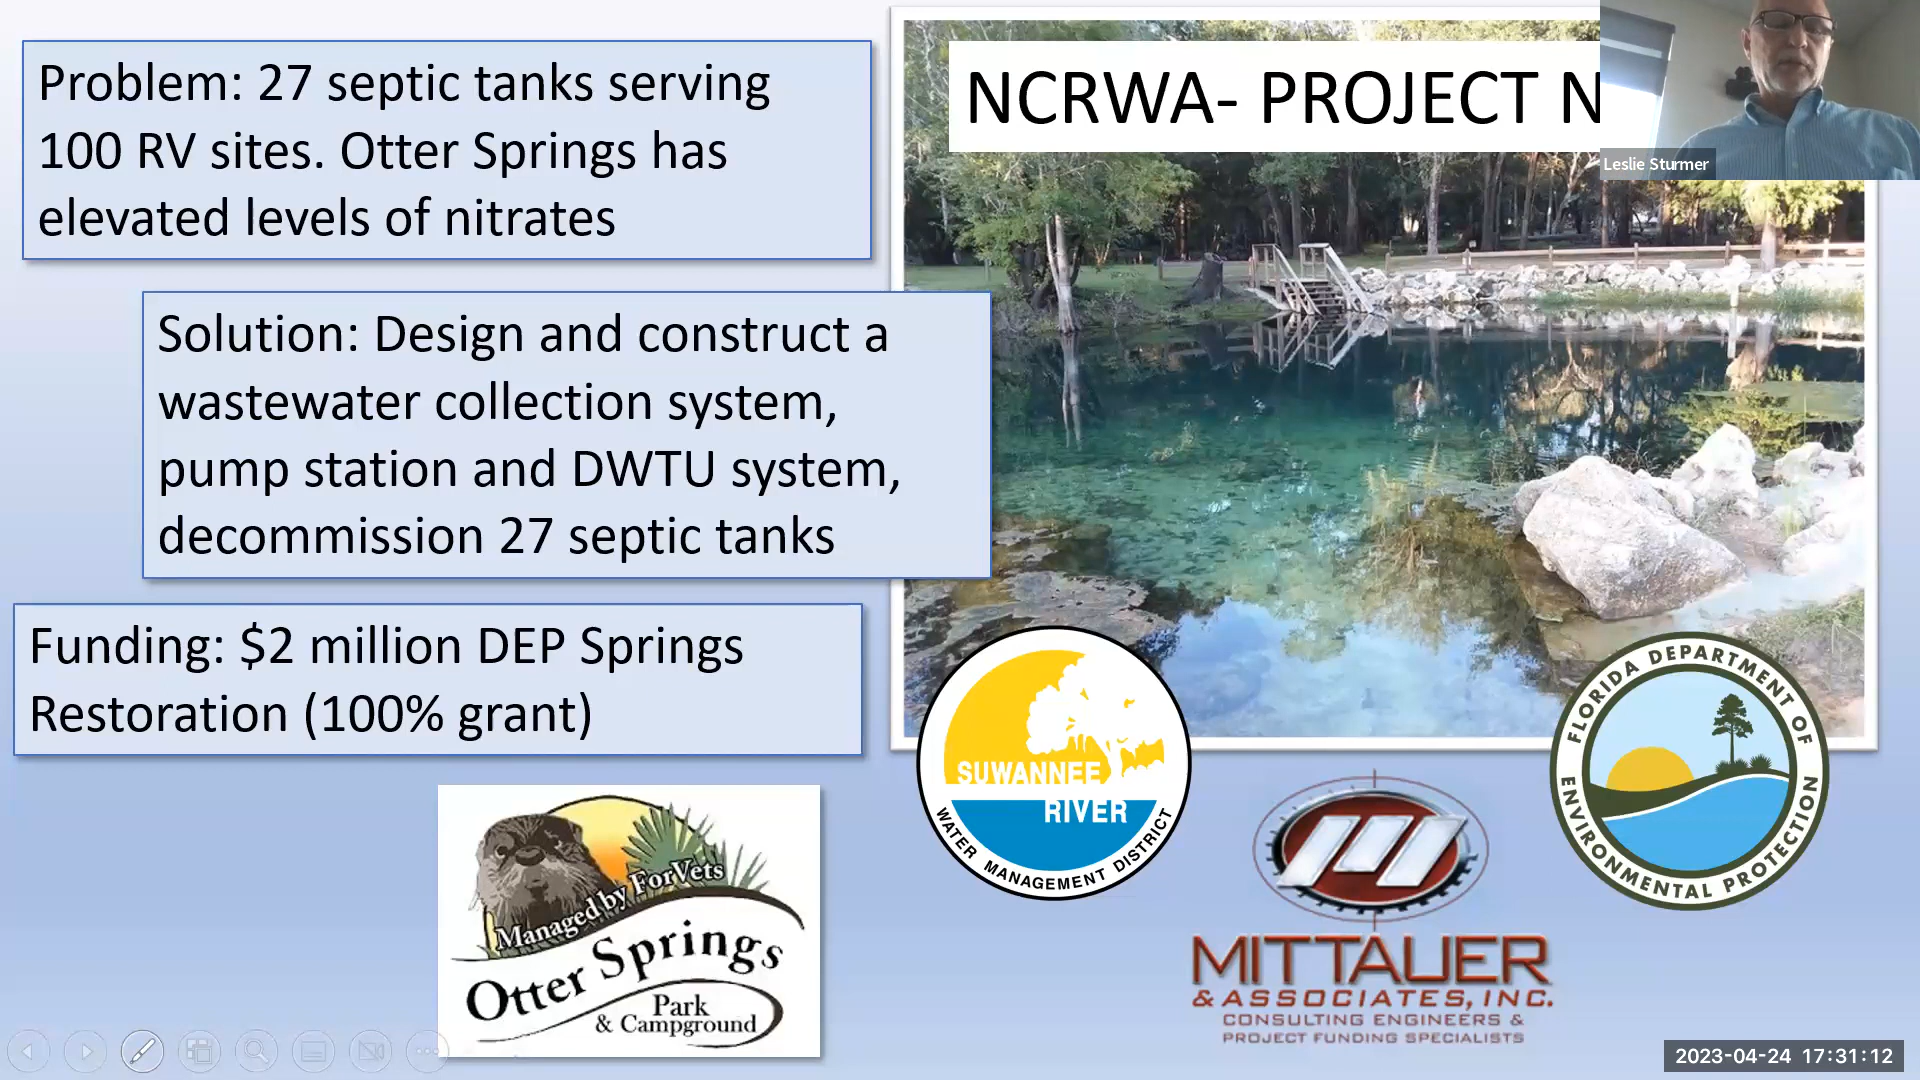 Problem: 27 septic tanks serving
100 RV sites. Otter Springs has
elevated levels of nitrates
NCRWA- PROJECT N
Leslie Sturmer
Solution: Design and construct a
wastewater collection system,
pump station and DWTU system,
decommission 27 septic tanks
Funding: $2 million DEP Springs
Restoration (100% grant)
Managed by ForVets
Otter Springs
Park
& Campground
SUWANNEE
RIVER
WATER MANAGEMENT DISTRICT
MITTAUER
& ASSOCIATES, INC.
CONSULTING ENGINEERS &
PROJECT FUNDING SPECIALISTS
FLORIDA DEPARTMENT OF
ENVIRONMENTAL PROTECTION
2023-04-24 17:31:12